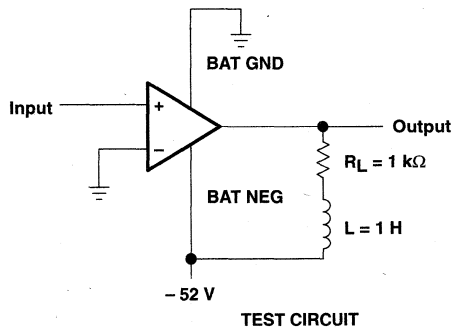 BAT GND
Input
+
−
Output
R_L = 1 kΩ
BAT NEG
L = 1 H
– 52 V
TEST CIRCUIT